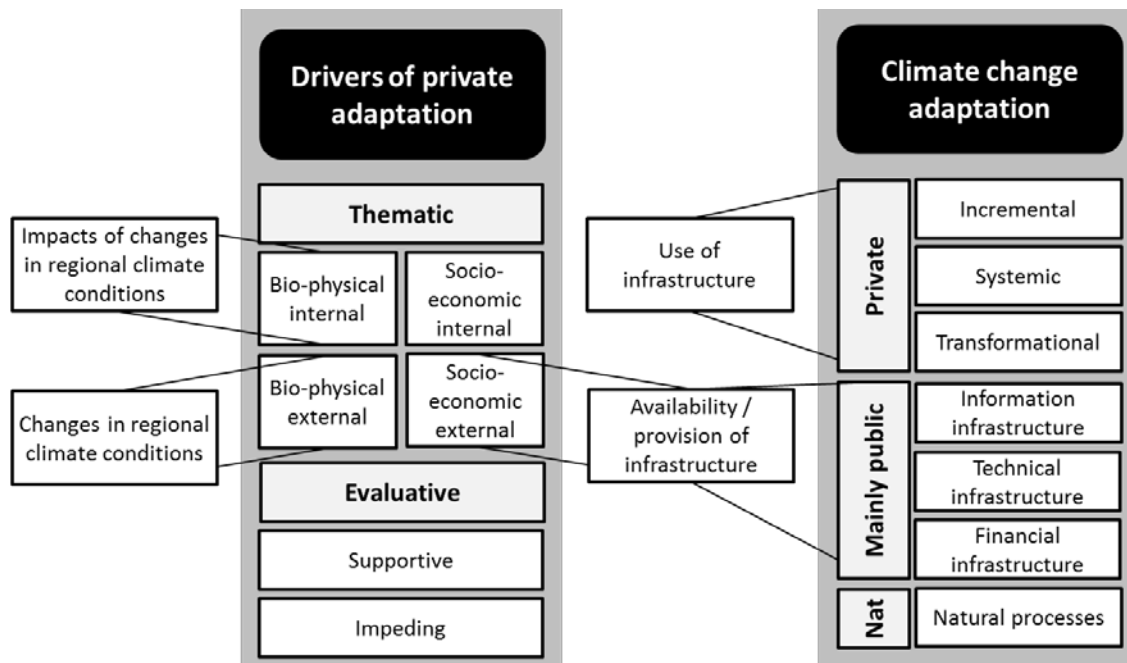 Drivers of private
adaptation
Climate change
adaptation
Thematic
Impacts of changes
in regional climate
conditions
Bio-physical
internal
Socio-
economic
internal
Changes in regional
climate conditions
Bio-physical
external
Socio-
economic
external
Evaluative
Supportive
Impeding
Use of
infrastructure
Availability /
provision of
infrastructure
Private
Incremental
Systemic
Transformational
Mainly public
Information
infrastructure
Technical
infrastructure
Financial
infrastructure
Nat
Natural processes